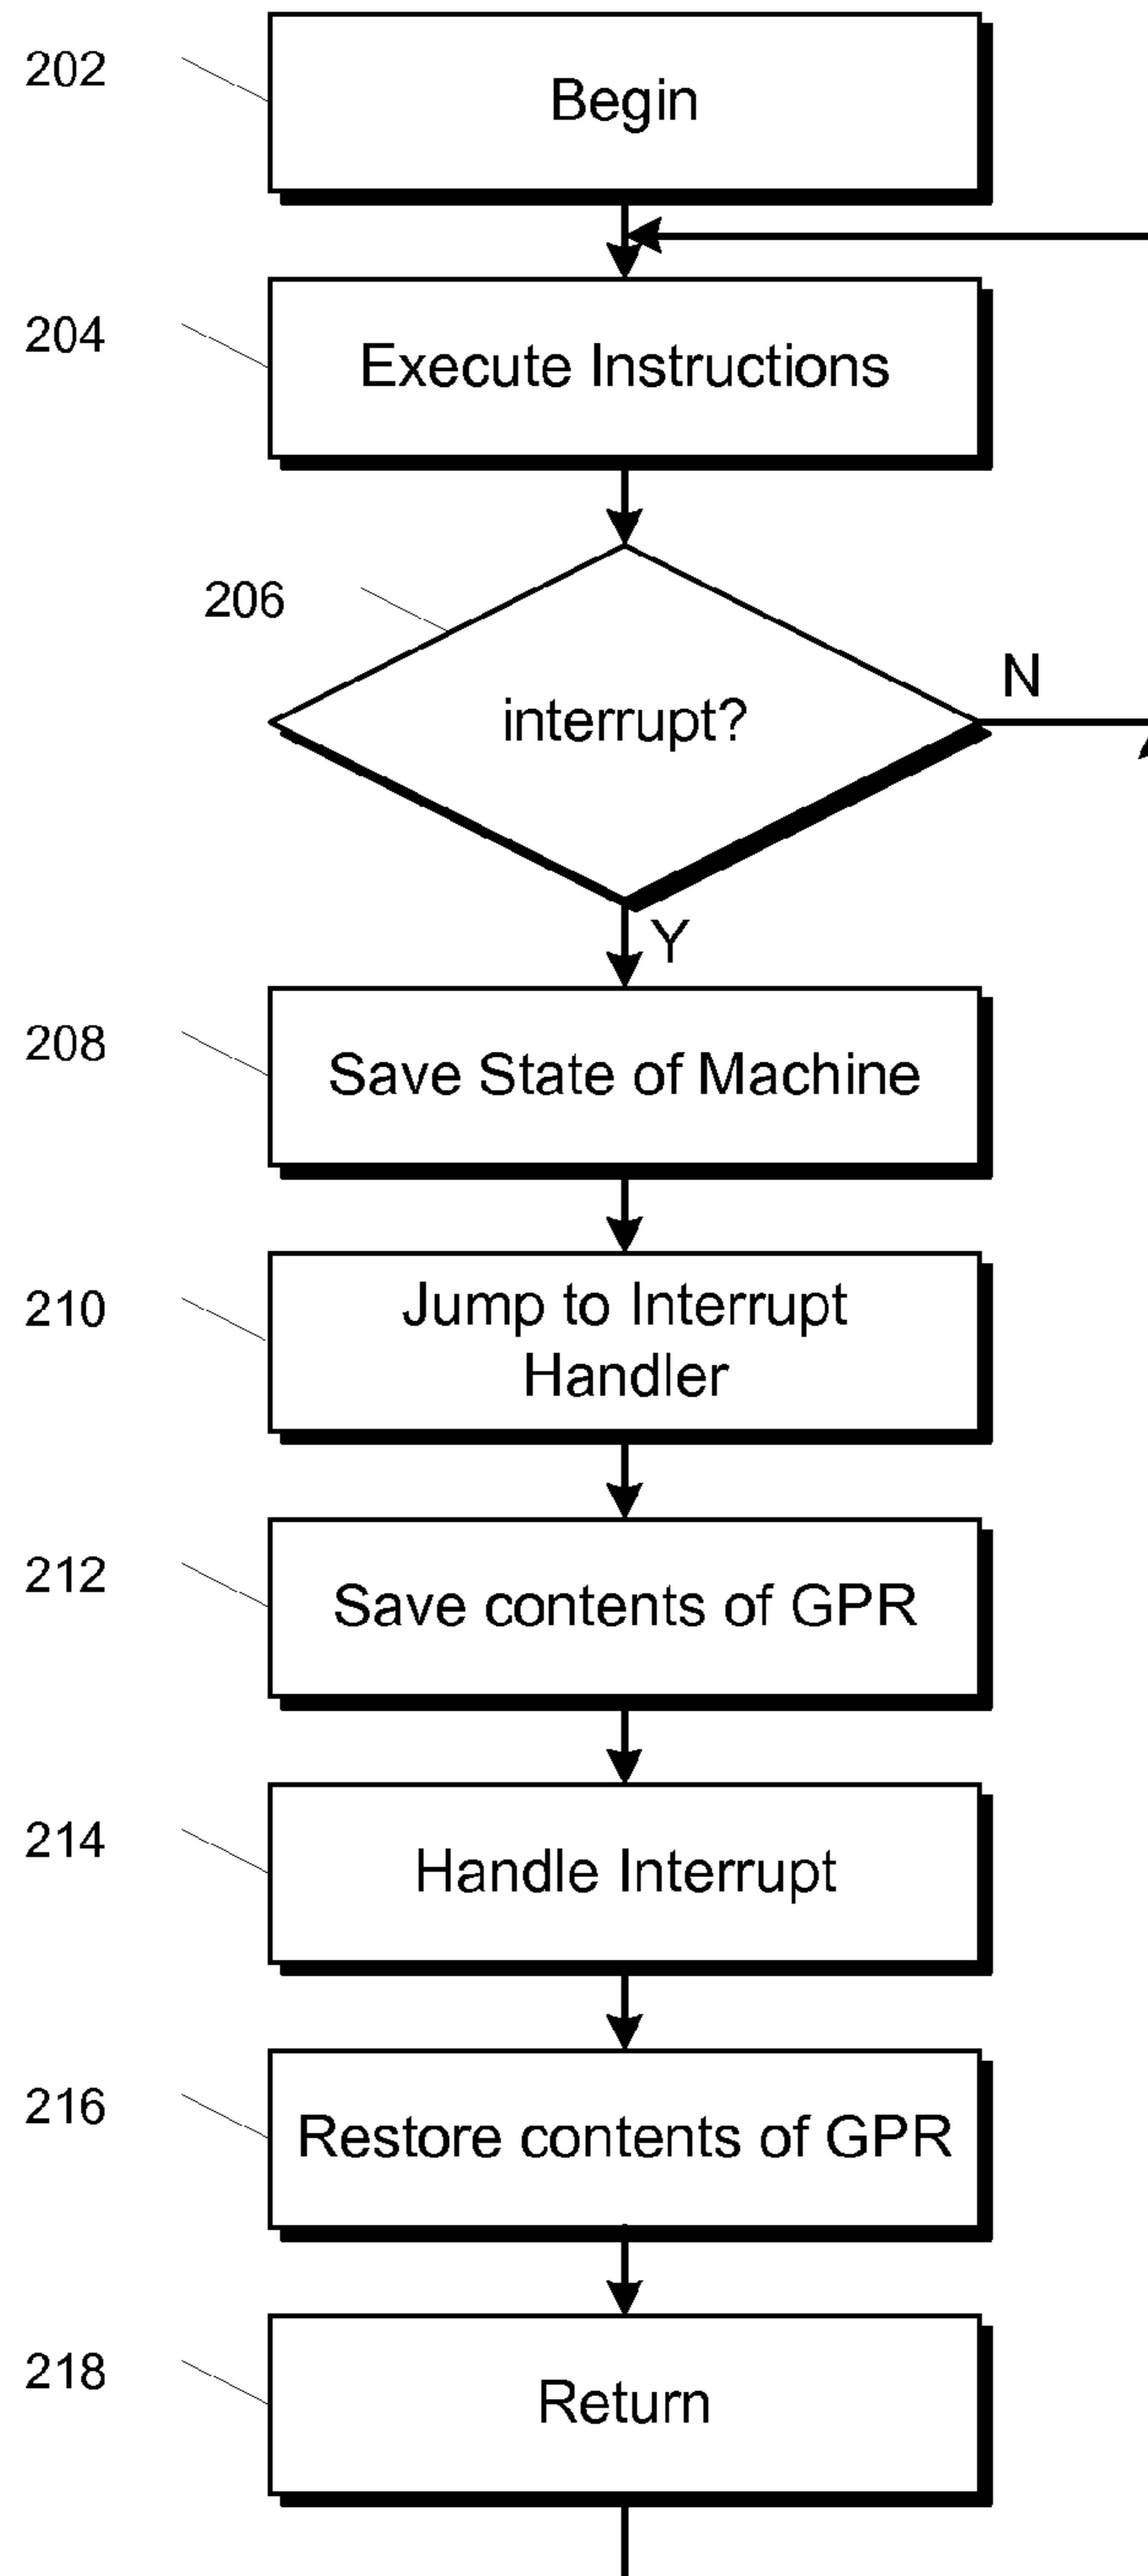 202
Begin
204
Execute Instructions
206
interrupt?
N
Y
208
Save State of Machine
210
Jump to Interrupt
Handler
212
Save contents of GPR
214
Handle Interrupt
216
Restore contents of GPR
218
Return